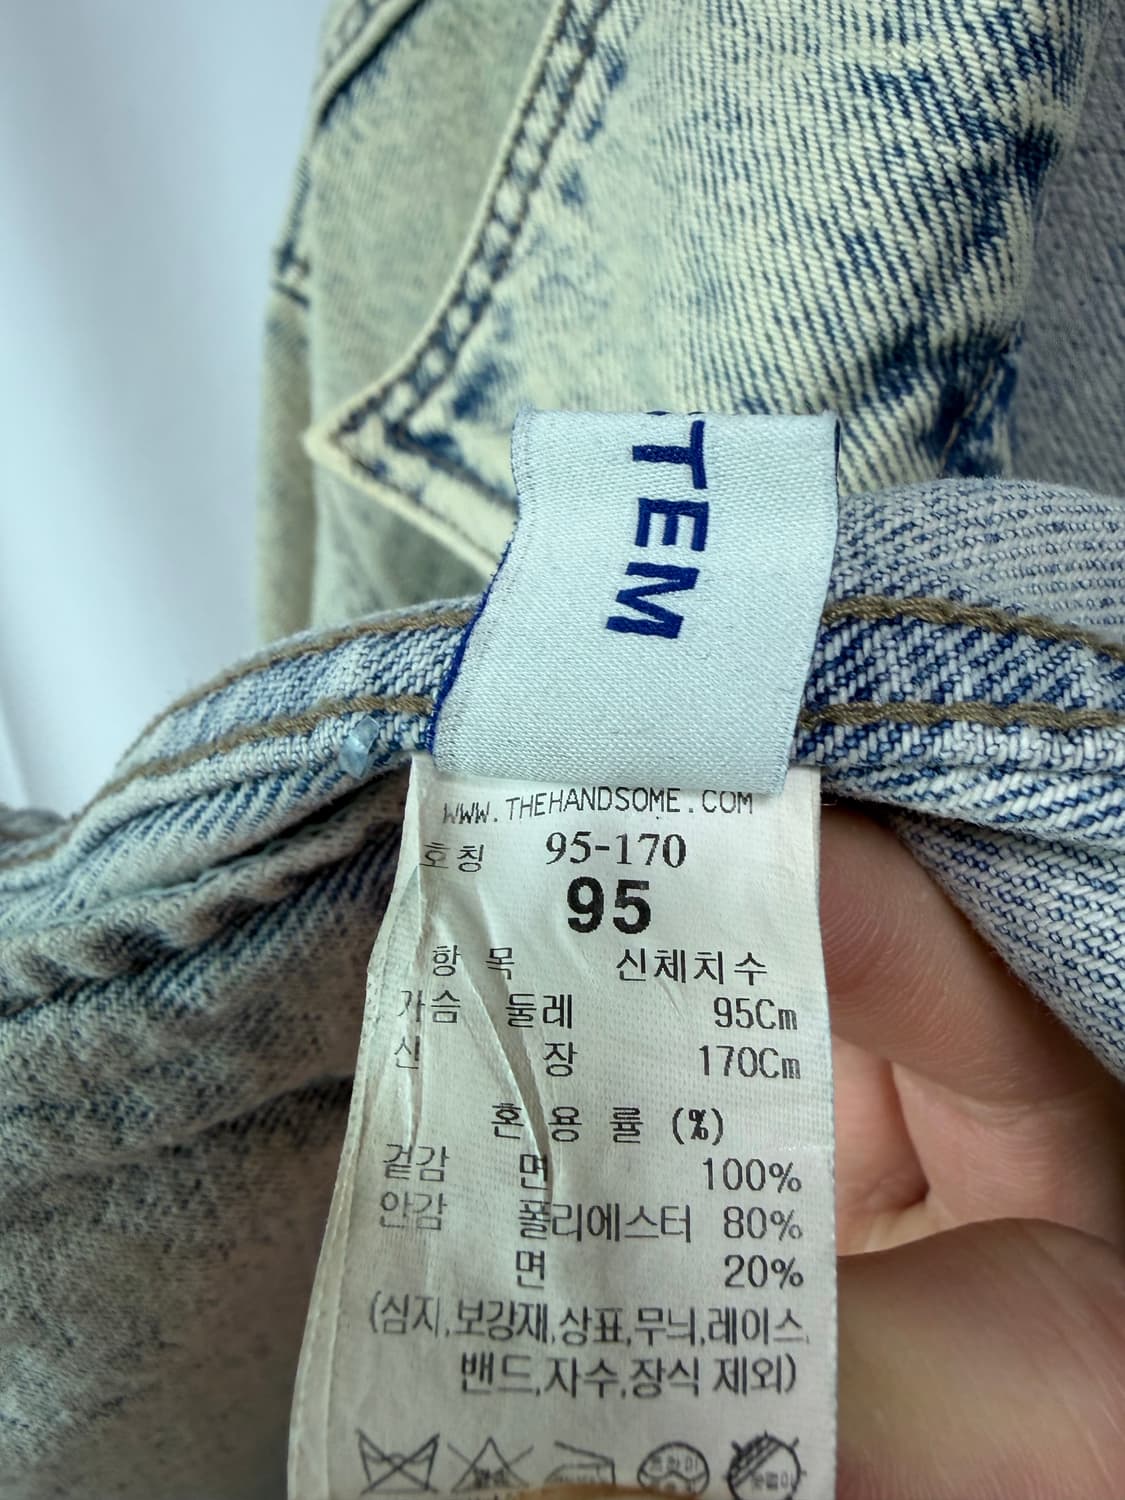 STEM
WWW.THEHANDSOME.COM
호칭 95-170
95
항 목 신체치수
가슴 둘레 95Cm
신 장 170Cm
혼 용 률 (%)
겉감 면 100%
안감 폴리에스터 80%
면 20%
(심지,보강재,상표,무늬,레이스,
밴드,자수,장식 제외)